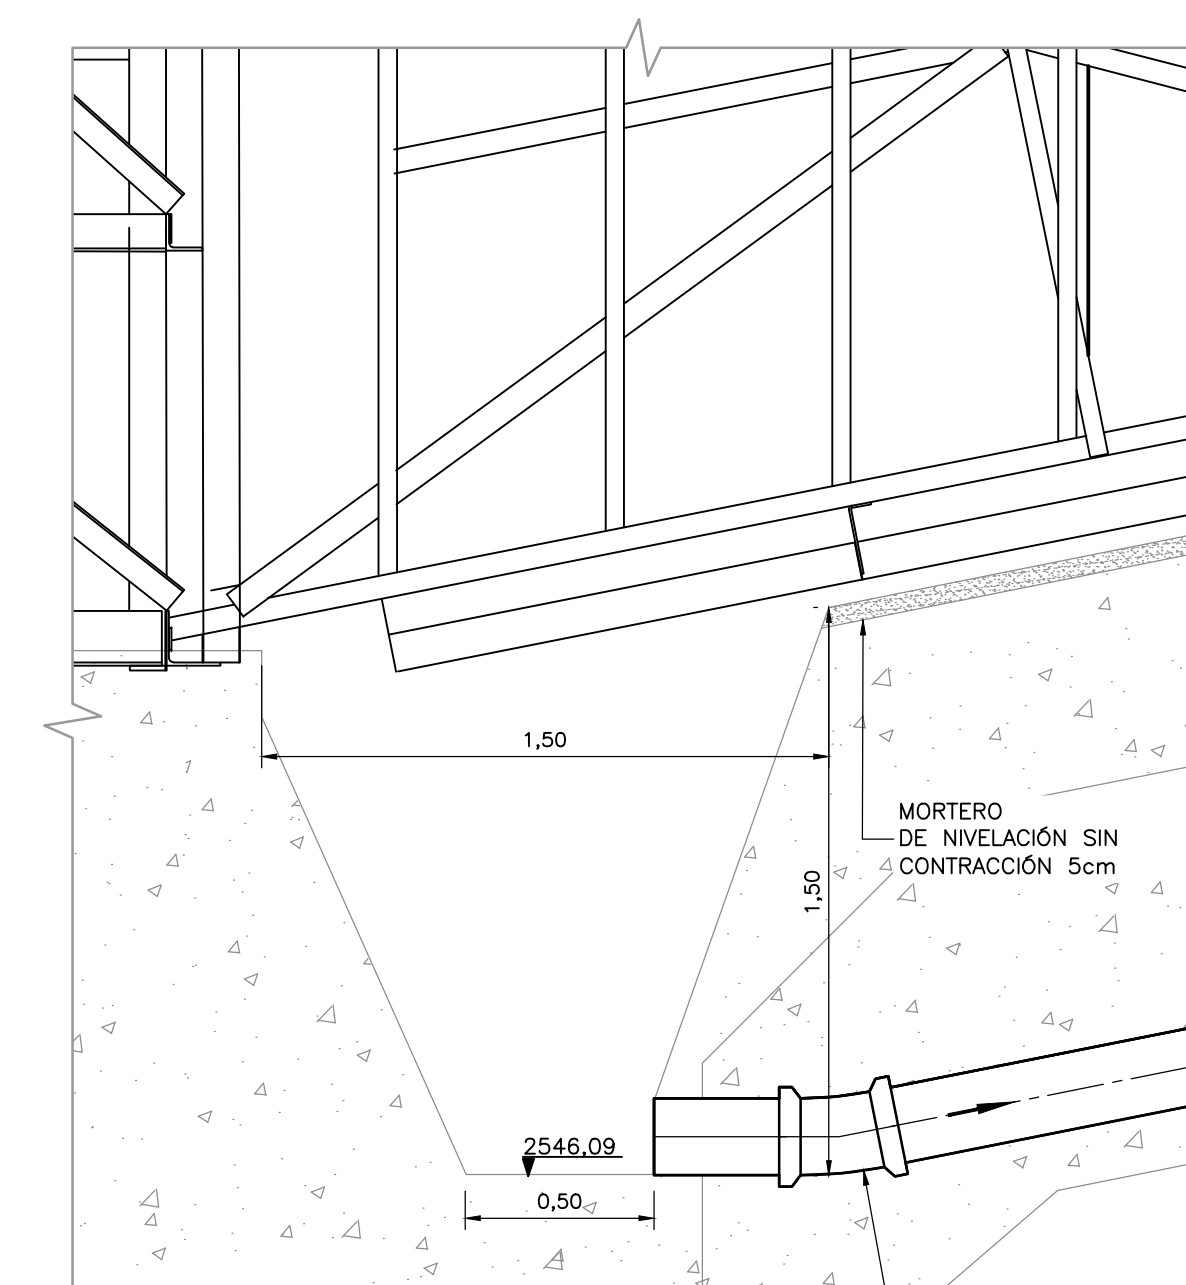 1,50
MORTERO
DE NIVELACIÓN SIN
CONTRACCIÓN 5cm
1,50
2546,09
0,50